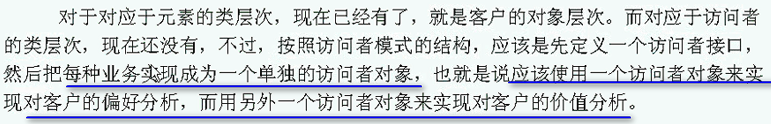 对于对应于元素的类层次，现在已经有了，就是客户的对象层次。而对应于访问者
的类层次，现在还没有，不过，按照访问者模式的结构，应该是先定义一个访问者接口，
然后把每种业务实现成为一个单独的访问者对象，也就是说应该使用一个访问者对象来实
现对客户的偏好分析，而用另外一个访问者对象来实现对客户的价值分析。